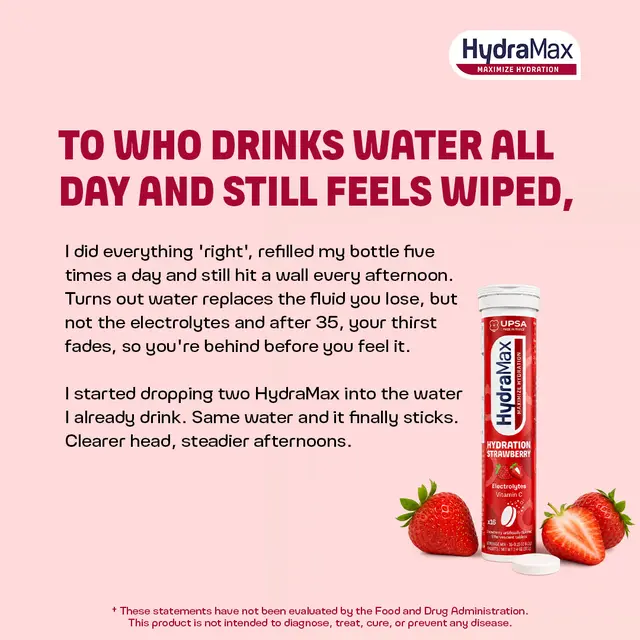 HydraMax
MAXIMIZE HYDRATION
TO WHO DRINKS WATER ALL
DAY AND STILL FEELS WIPED,
I did everything 'right', refilled my bottle five
times a day and still hit a wall every afternoon.
Turns out water replaces the fluid you lose, but
not the electrolytes and after 35, your thirst
fades, so you're behind before you feel it.
I started dropping two HydraMax into the water
I already drink. Same water and it finally sticks.
Clearer head, steadier afternoons.
UPSA
HydraMax
MAXIMIZE HYDRATION
HYDRATION
STRAWBERRY
Electrolytes
Vitamin C
x16
† These statements have not been evaluated by the Food and Drug Administration.
This product is not intended to diagnose, treat, cure, or prevent any disease.